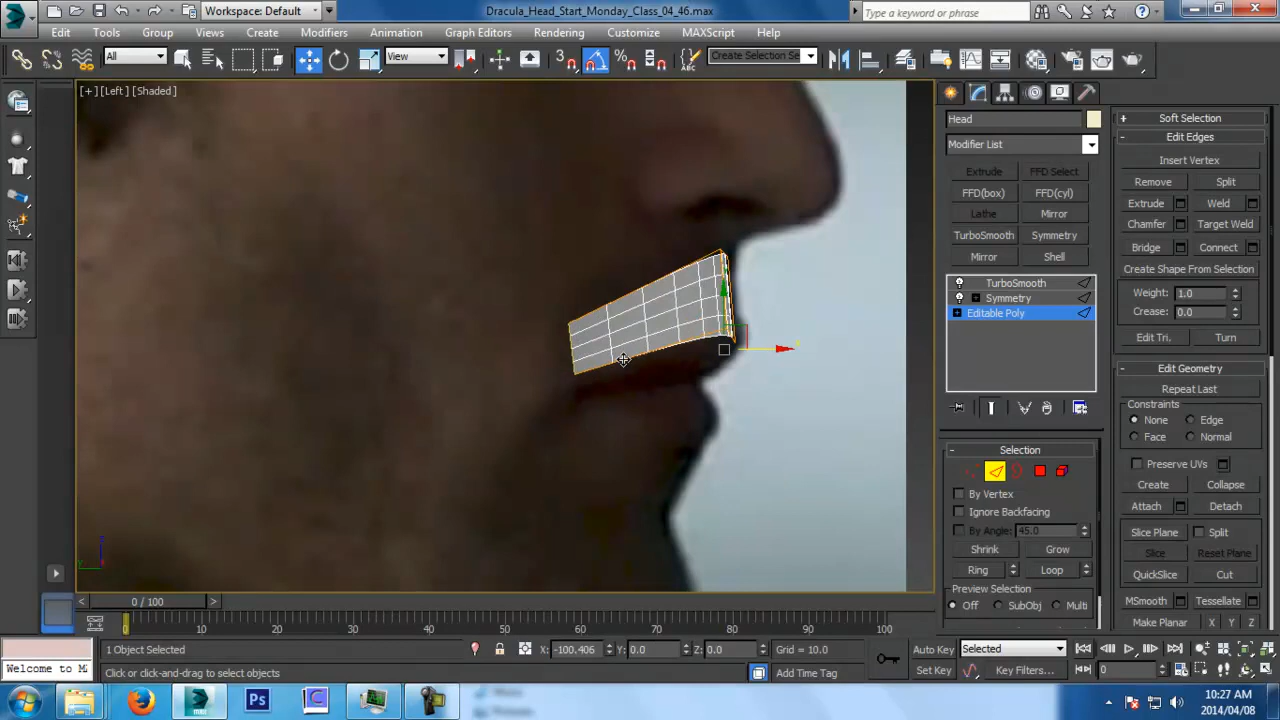 Workspace: Default
Dracula_Head_Start_Monday_Class_04_46.max
Type a keyword or phrase
Edit Tools Group Views Create Modifiers Animation Graph Editors Rendering Customize MAXScript Help
All
View
3
Create Selection Se
[+] [Left] [Shaded]
Head
Modifier List
Extrude FFD Select
FFD(box) FFD(cyl)
Lathe Mirror
TurboSmooth Symmetry
Mirror Shell
TurboSmooth
Symmetry
Editable Poly
Selection
By Vertex
Ignore Backfacing
By Angle: 45.0
Shrink Grow
Ring Loop
Preview Selection
Off SubObj Multi
Soft Selection
Edit Edges
Insert Vertex
Remove Split
Extrude Weld
Chamfer Target Weld
Bridge Connect
Create Shape From Selection
Weight: 1.0
Crease: 0.0
Edit Tri. Turn
Edit Geometry
Repeat Last
Constraints
None Edge
Face Normal
Preserve UVs
Create Collapse
Attach Detach
Slice Plane Split
Slice Reset Plane
QuickSlice Cut
MSmooth Tessellate
Make Planar X Y Z
0 / 100
0 10 20 30 40 50 60 70 80 90 100
1 Object Selected
X: -100.406 Y: 0.0 Z: 0.0 Grid = 10.0
Auto Key Selected
Welcome to M
Click or click-and-drag to select objects
Add Time Tag
Set Key Key Filters...
0
10:27 AM
2014/04/08